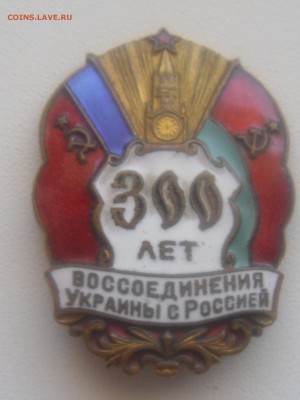 COINS.LAVE.RU
300
ЛЕТ
ВОССОЕДИНЕНИЯ
УКРАИНЫ С РОССИЕЙ